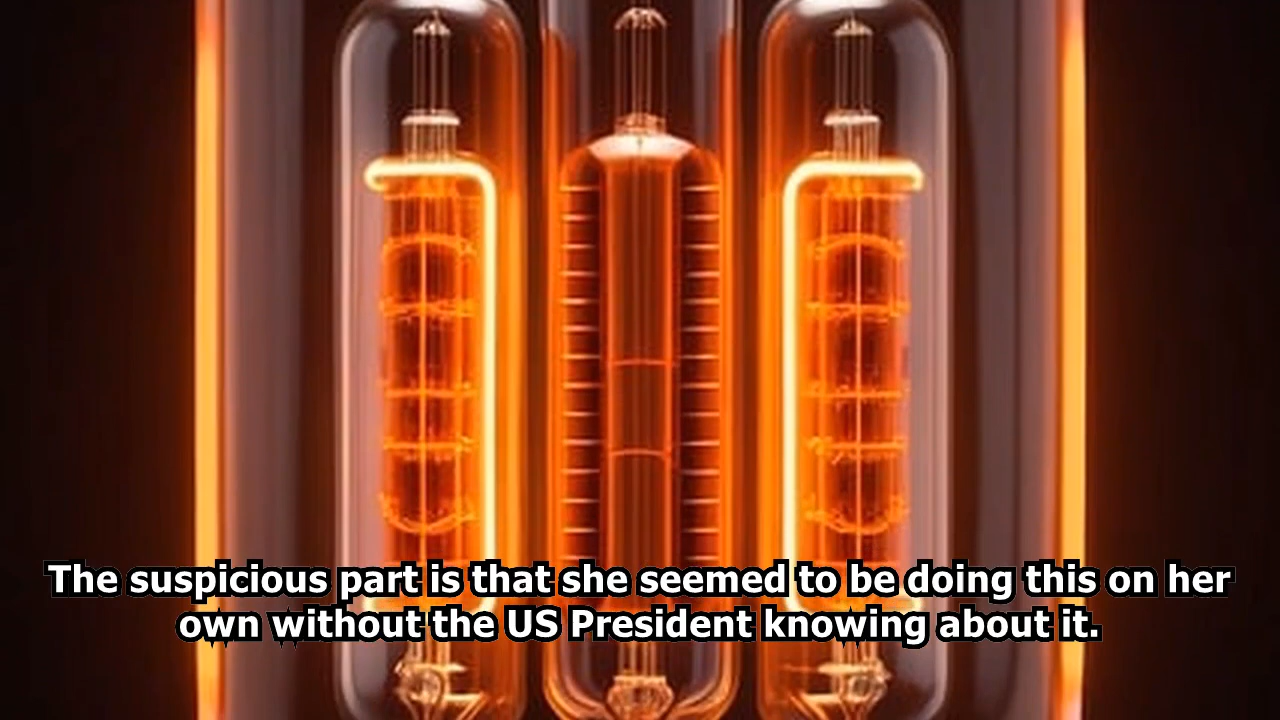 The suspicious part is that she seemed to be doing this on her
own without the US President knowing about it.